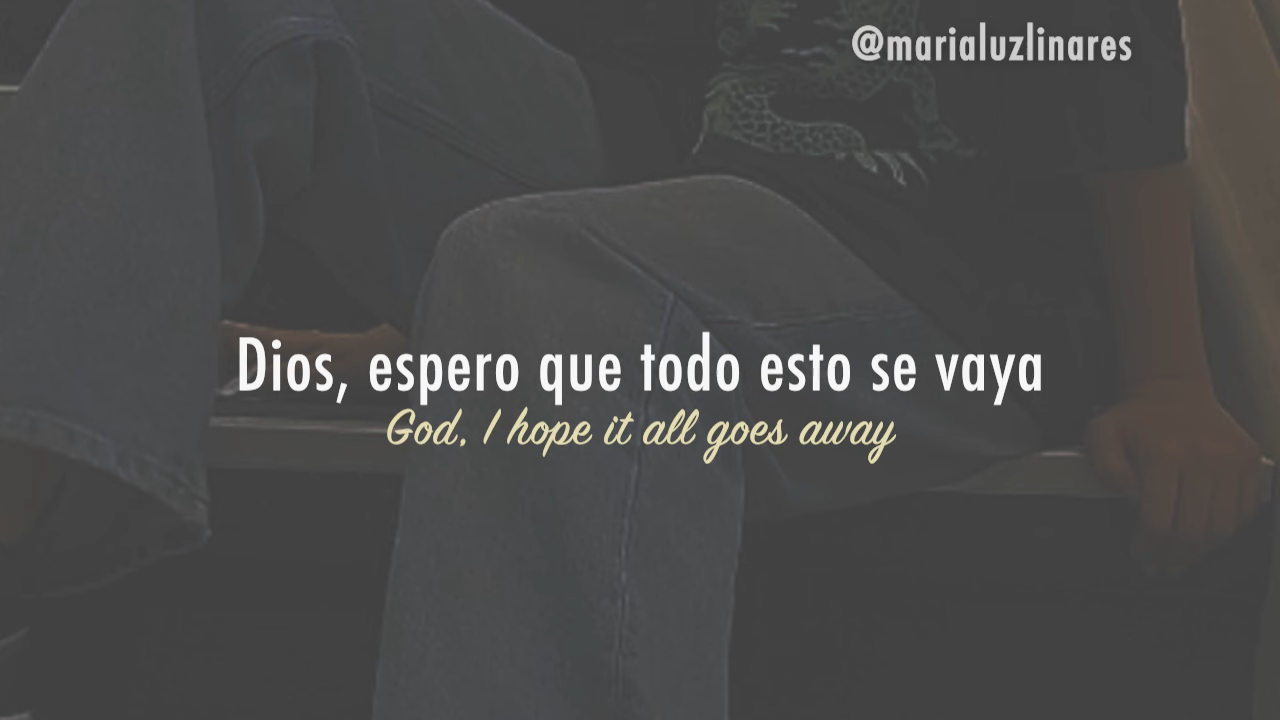 @marialuzlinares
Dios, espero que todo esto se vaya
God, I hope it all goes away